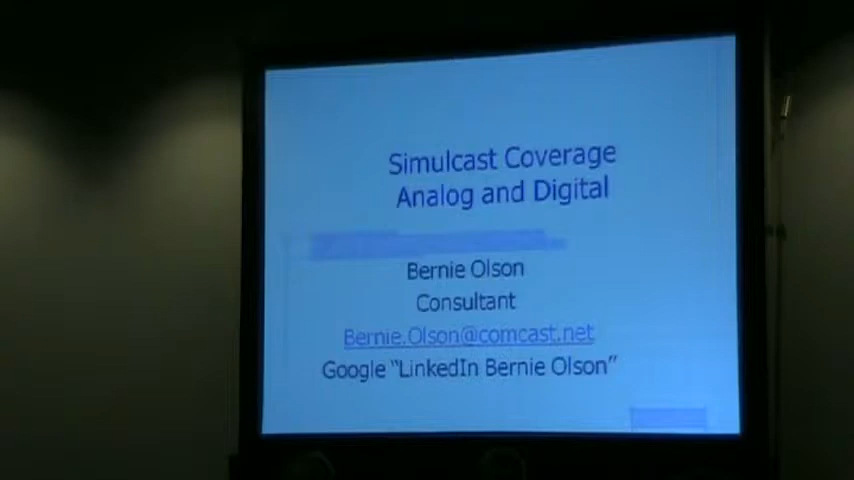 Simulcast Coverage
Analog and Digital
Bernie Olson
Consultant
Bernie.Olson@comcast.net
Google “LinkedIn Bernie Olson”